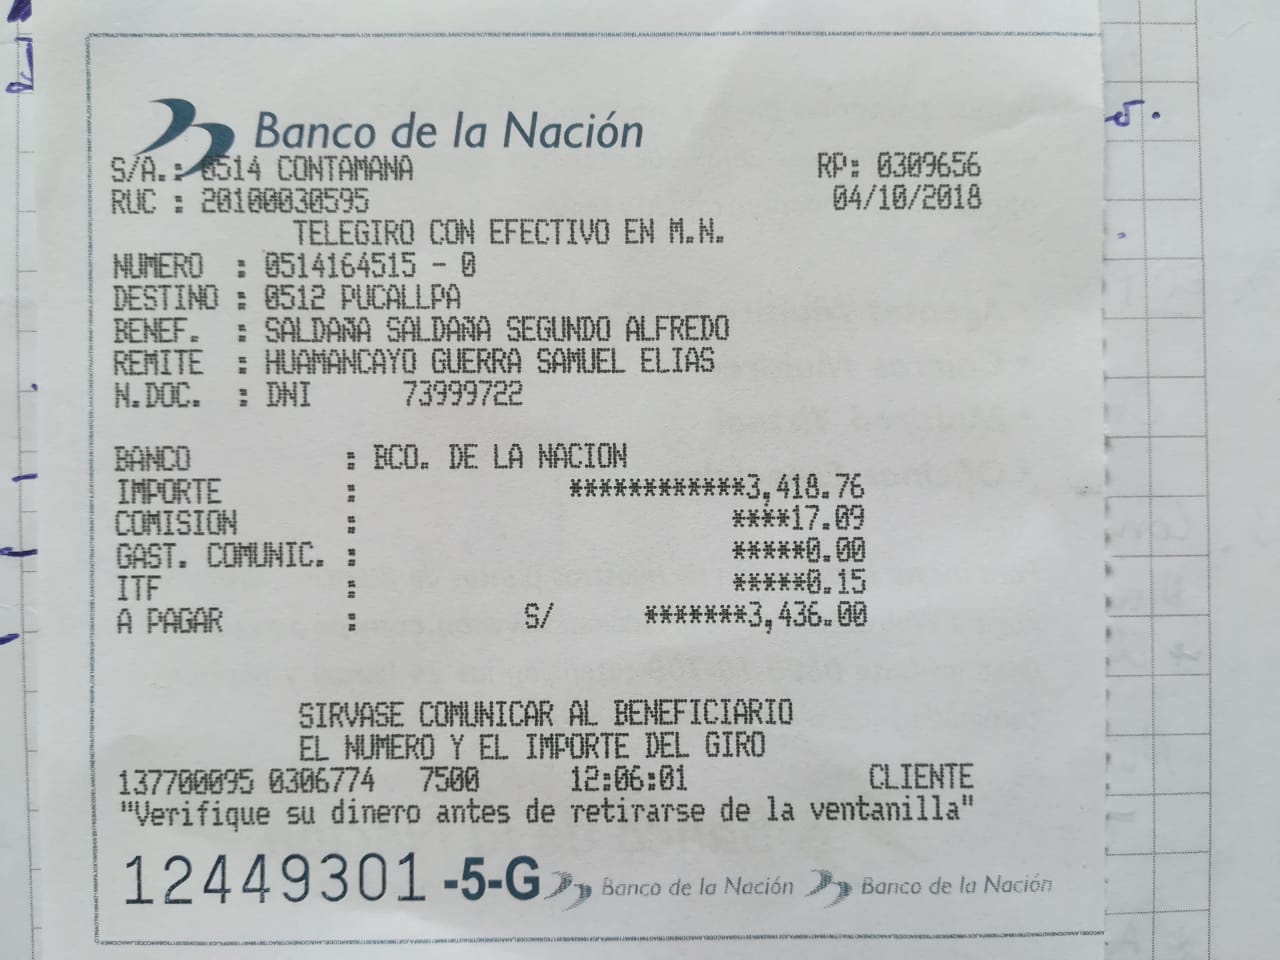 Banco de la Nación
S/A.: 0514 CONTAMANA RP: 0309656
RUC : 20100030595 04/10/2018
TELEGIRO CON EFECTIVO EN M.N.
NUMERO : 0514164515 - 0
DESTINO : 0512 PUCALLPA
BENEF. : SALDAÑA SALDAÑA SEGUNDO ALFREDO
REMITE : HUAMANCAYO GUERRA SAMUEL ELIAS
N.DOC. : DNI 73999722
BANCO : BCO. DE LA NACION
IMPORTE : ************3,418.76
COMISION : ****17.09
GAST. COMUNIC. : *****0.00
ITF : *****0.15
A PAGAR : S/ *******3,436.00
SIRVASE COMUNICAR AL BENEFICIARIO
EL NUMERO Y EL IMPORTE DEL GIRO
137700095 0306774 7500 12:06:01 CLIENTE
"Verifique su dinero antes de retirarse de la ventanilla"
12449301 -5-G Banco de la Nación Banco de la Nación